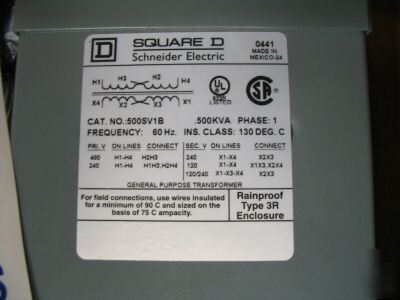 D SQUARE D
Schneider Electric
0441
MADE IN
MEXICO-24
H1 H3 H2 H4
X4 X2 X3 X1
UL
LISTED
SA
CAT. NO.:500SV1B .500KVA PHASE: 1
FREQUENCY: 60 Hz. INS. CLASS: 130 DEG. C
PRI. V ON LINES CONNECT SEC. V ON LINES CONNECT
480 H1-H4 H2H3 240 X1-X4 X2X3
240 H1-H4 H1H3,H2H4 120 X1-X4 X1X3,X2X4
120/240 X1-X3-X4 X2X3
GENERAL PURPOSE TRANSFORMER
For field connections, use wires insulated
for a minimum of 90 C and sized on the
basis of 75 C ampacity.
Rainproof
Type 3R
Enclosure